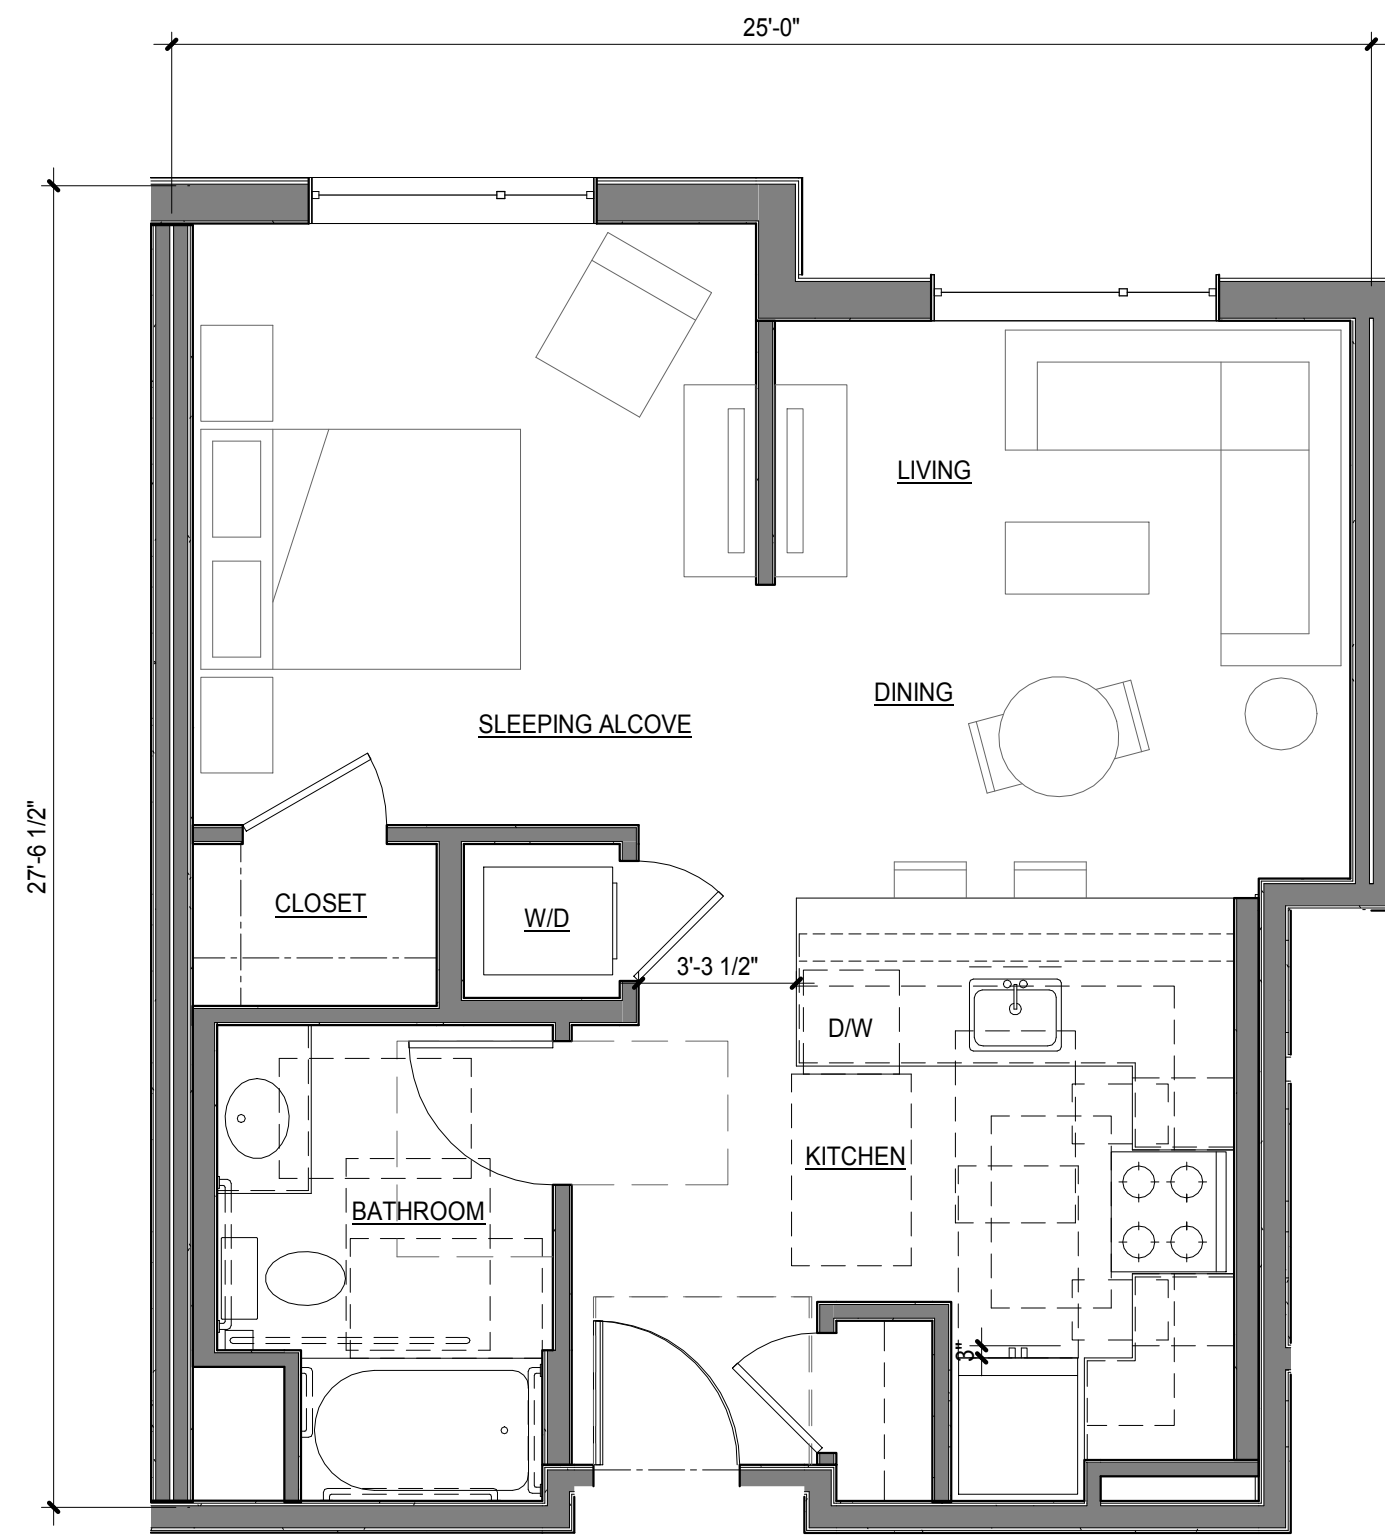 25'-0"
LIVING
DINING
SLEEPING ALCOVE
27'-6 1/2"
CLOSET
W/D
3'-3 1/2"
D/W
KITCHEN
BATHROOM
3"